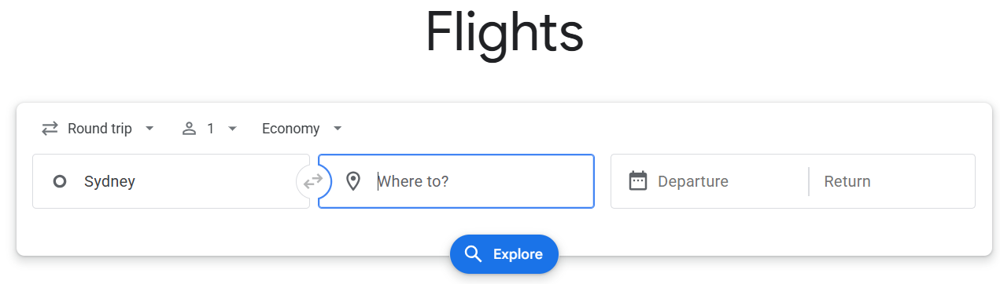 Flights
Round trip 1 Economy
Sydney Where to? Departure Return
Explore